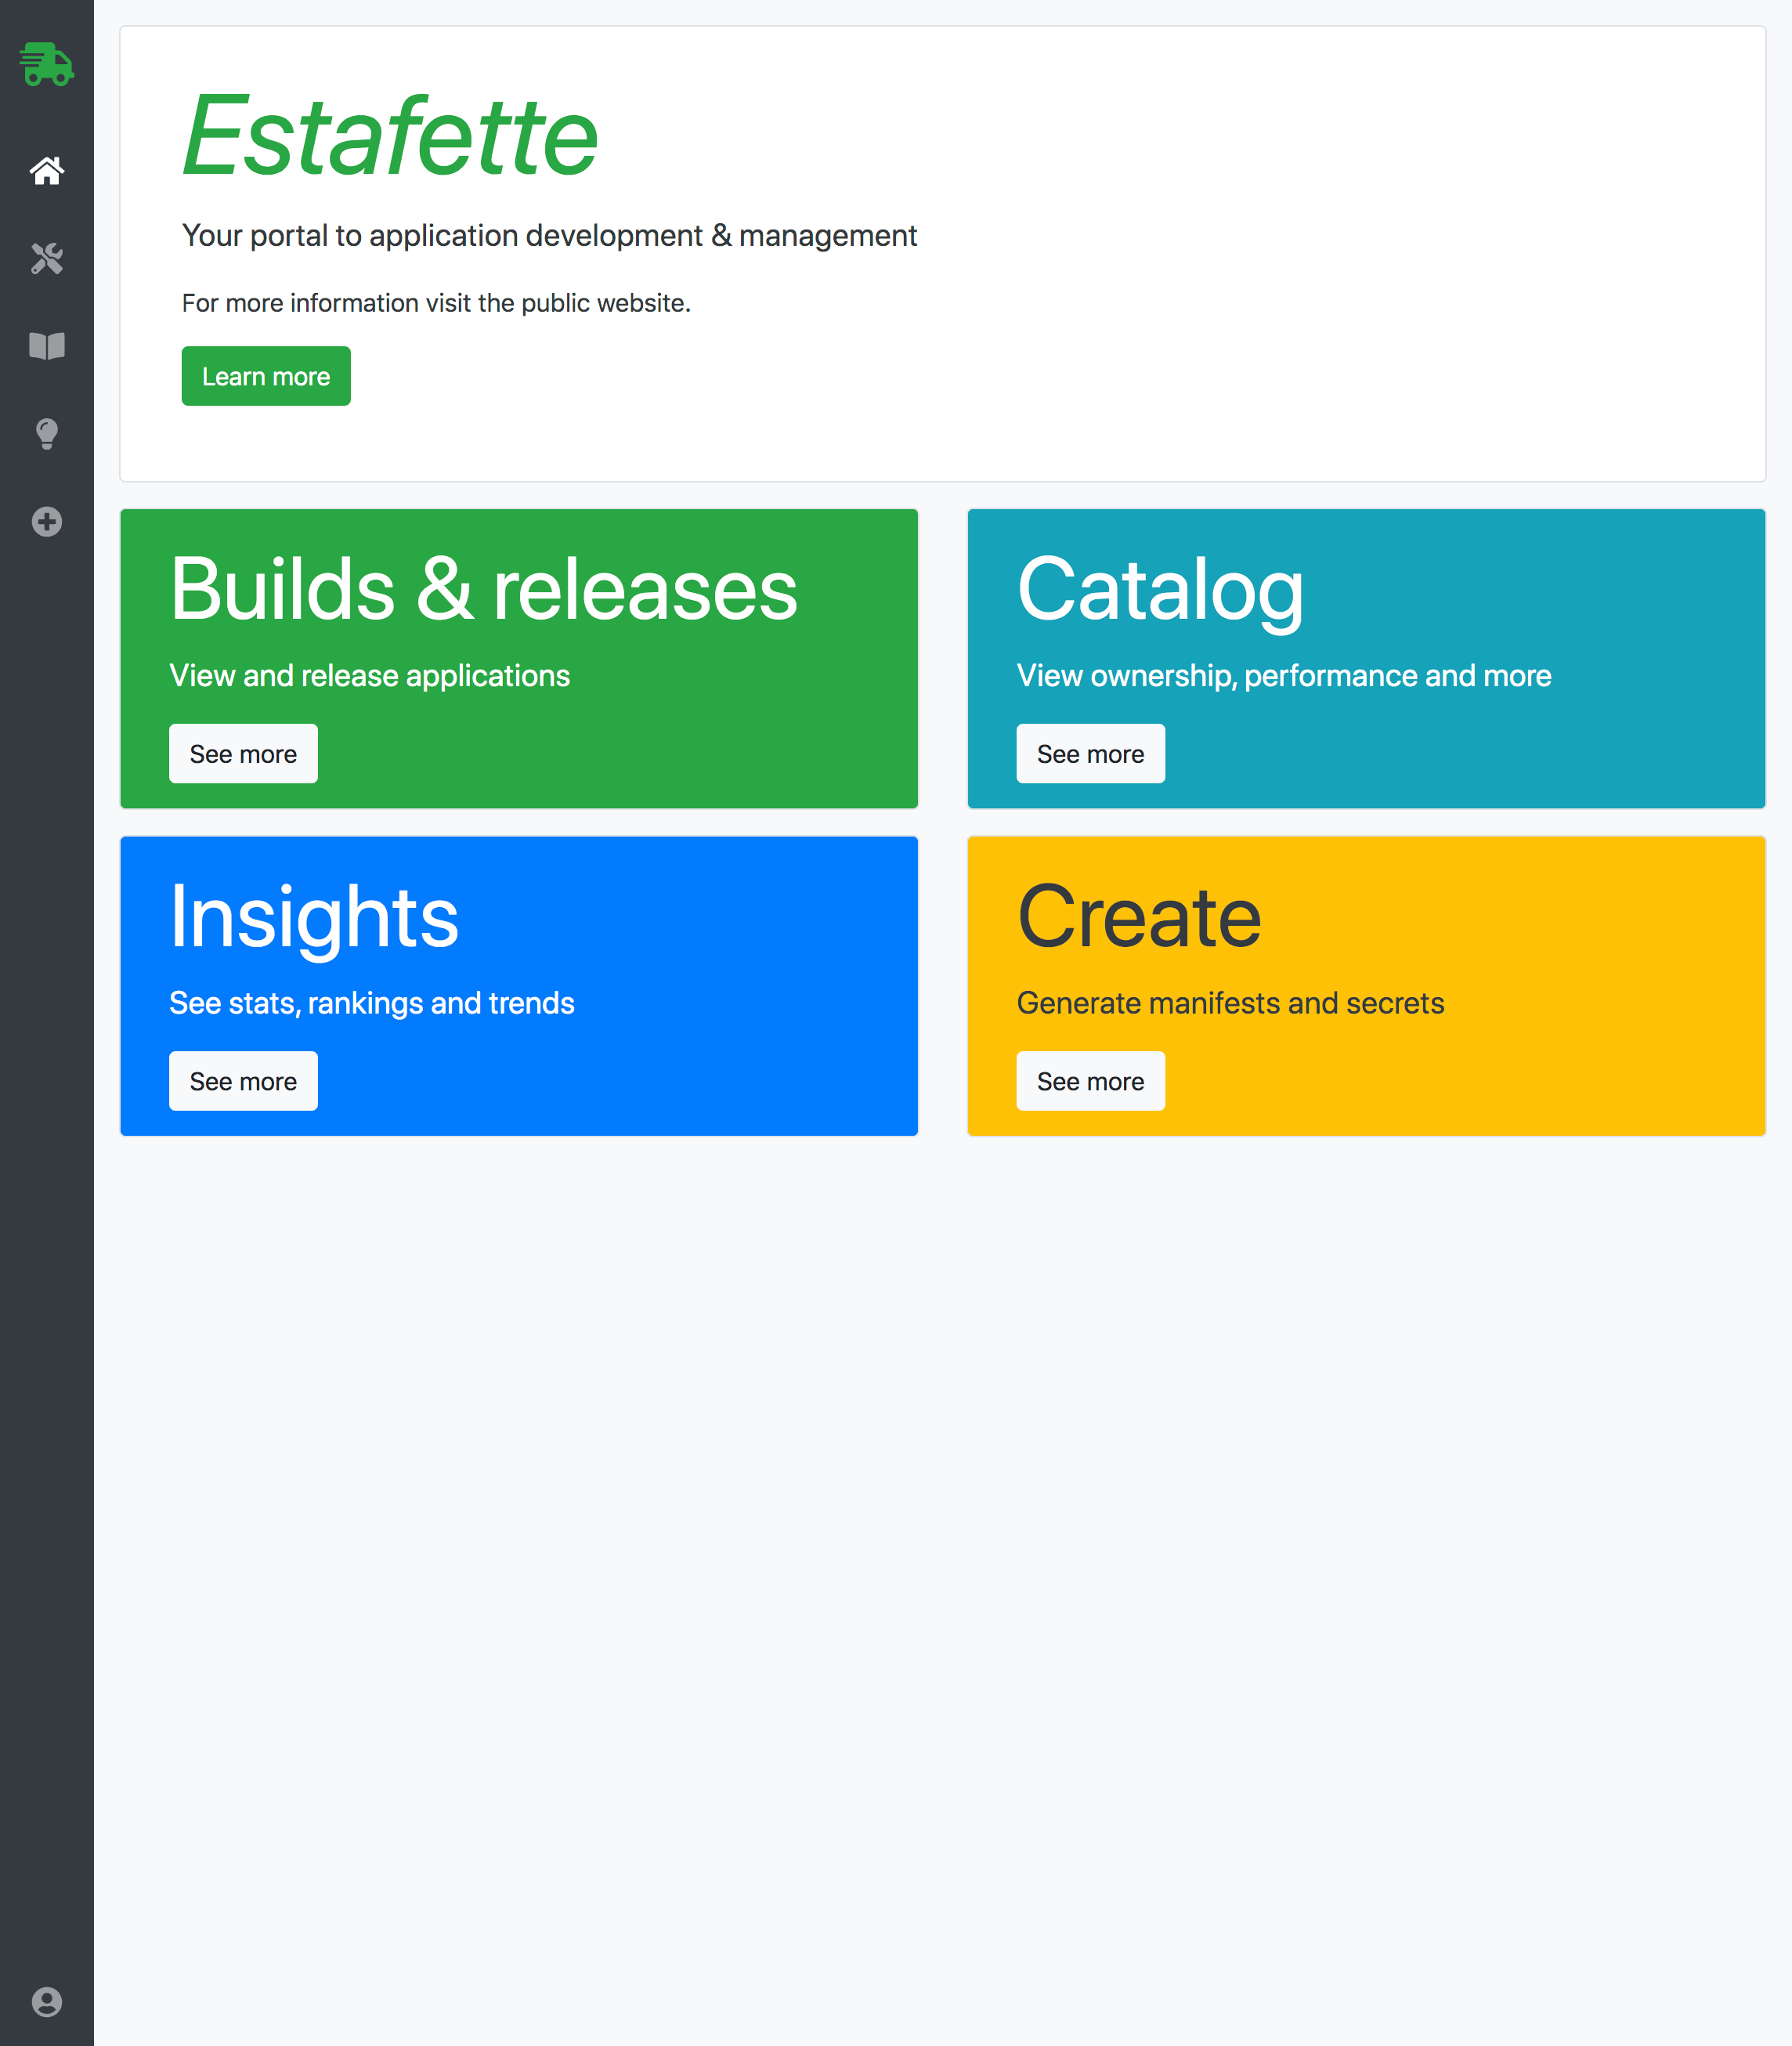 Estafette
Your portal to application development & management
For more information visit the public website.
Learn more
Builds & releases
View and release applications
See more
Catalog
View ownership, performance and more
See more
Insights
See stats, rankings and trends
See more
Create
Generate manifests and secrets
See more